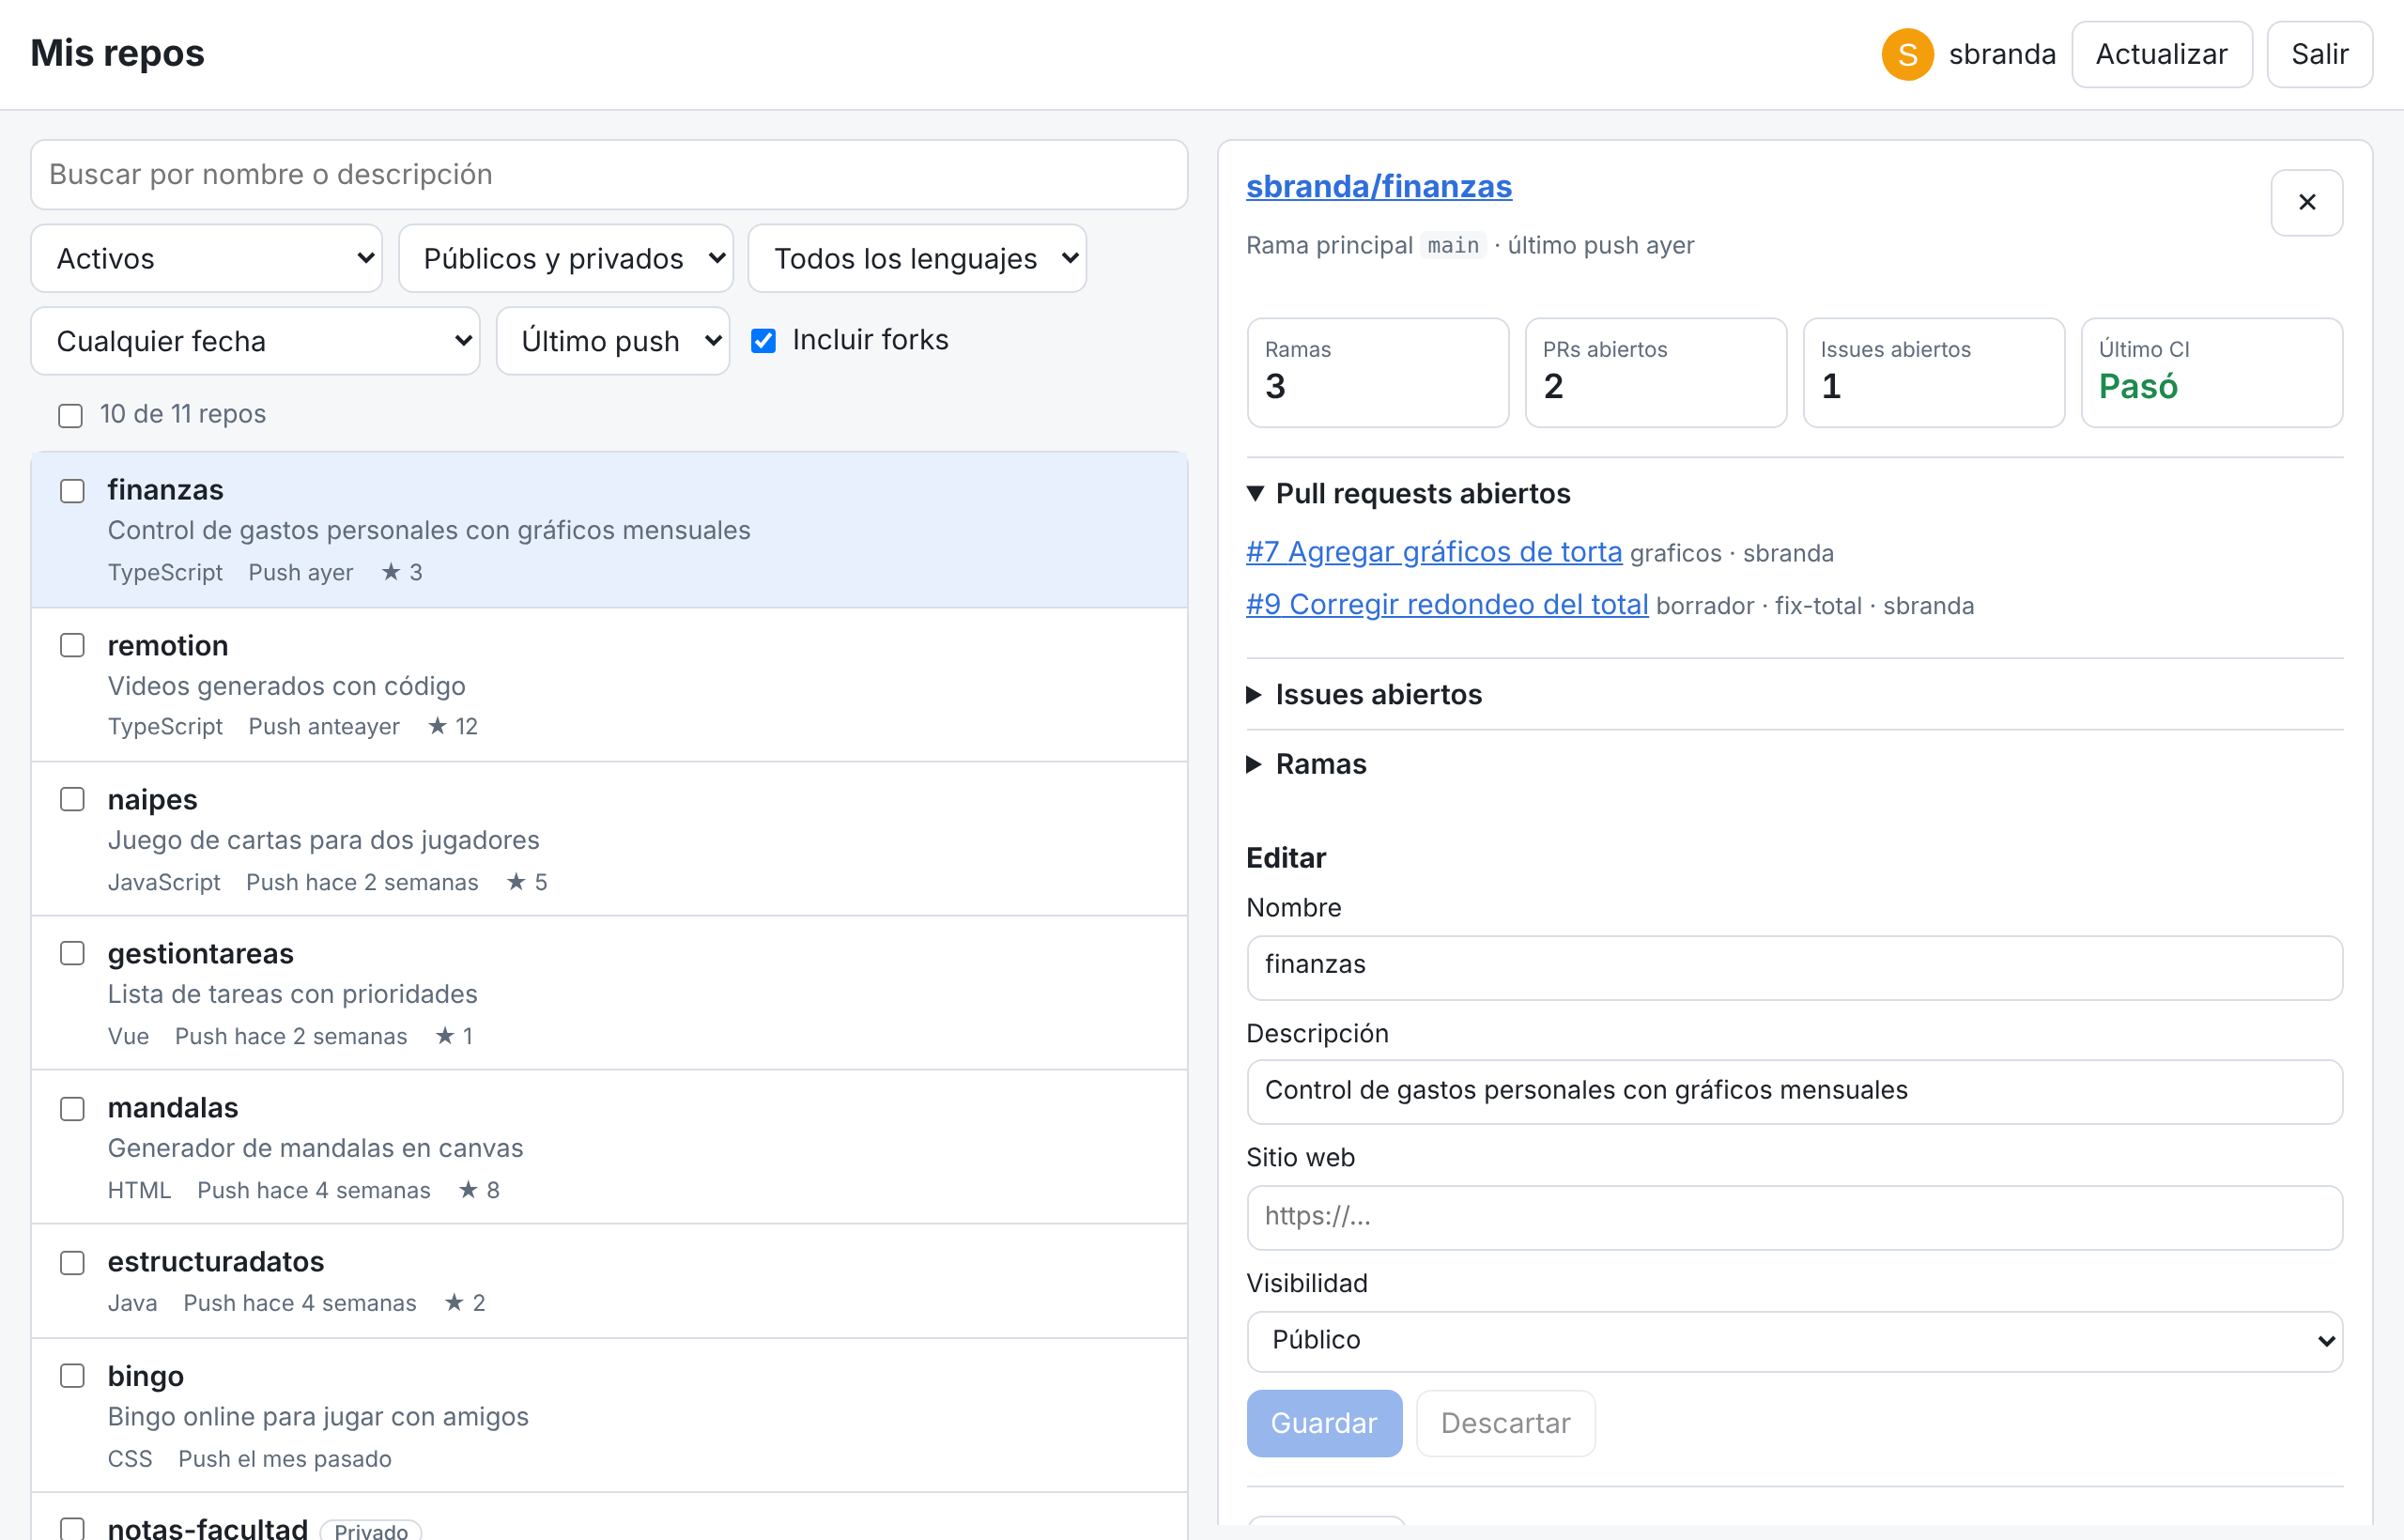 Mis repos
S sbranda Actualizar Salir
Buscar por nombre o descripción
Activos Públicos y privados Todos los lenguajes
Cualquier fecha Último push Incluir forks
10 de 11 repos
finanzas
Control de gastos personales con gráficos mensuales
TypeScript Push ayer ★ 3
remotion
Videos generados con código
TypeScript Push anteayer ★ 12
naipes
Juego de cartas para dos jugadores
JavaScript Push hace 2 semanas ★ 5
gestiontareas
Lista de tareas con prioridades
Vue Push hace 2 semanas ★ 1
mandalas
Generador de mandalas en canvas
HTML Push hace 4 semanas ★ 8
estructuradatos
Java Push hace 4 semanas ★ 2
bingo
Bingo online para jugar con amigos
CSS Push el mes pasado
notas-facultad Privado
sbranda/finanzas
×
Rama principal main · último push ayer
Ramas
3
PRs abiertos
2
Issues abiertos
1
Último CI
Pasó
▼ Pull requests abiertos
#7 Agregar gráficos de torta graficos · sbranda
#9 Corregir redondeo del total borrador · fix-total · sbranda
▶ Issues abiertos
▶ Ramas
Editar
Nombre
finanzas
Descripción
Control de gastos personales con gráficos mensuales
Sitio web
https://...
Visibilidad
Público
Guardar Descartar